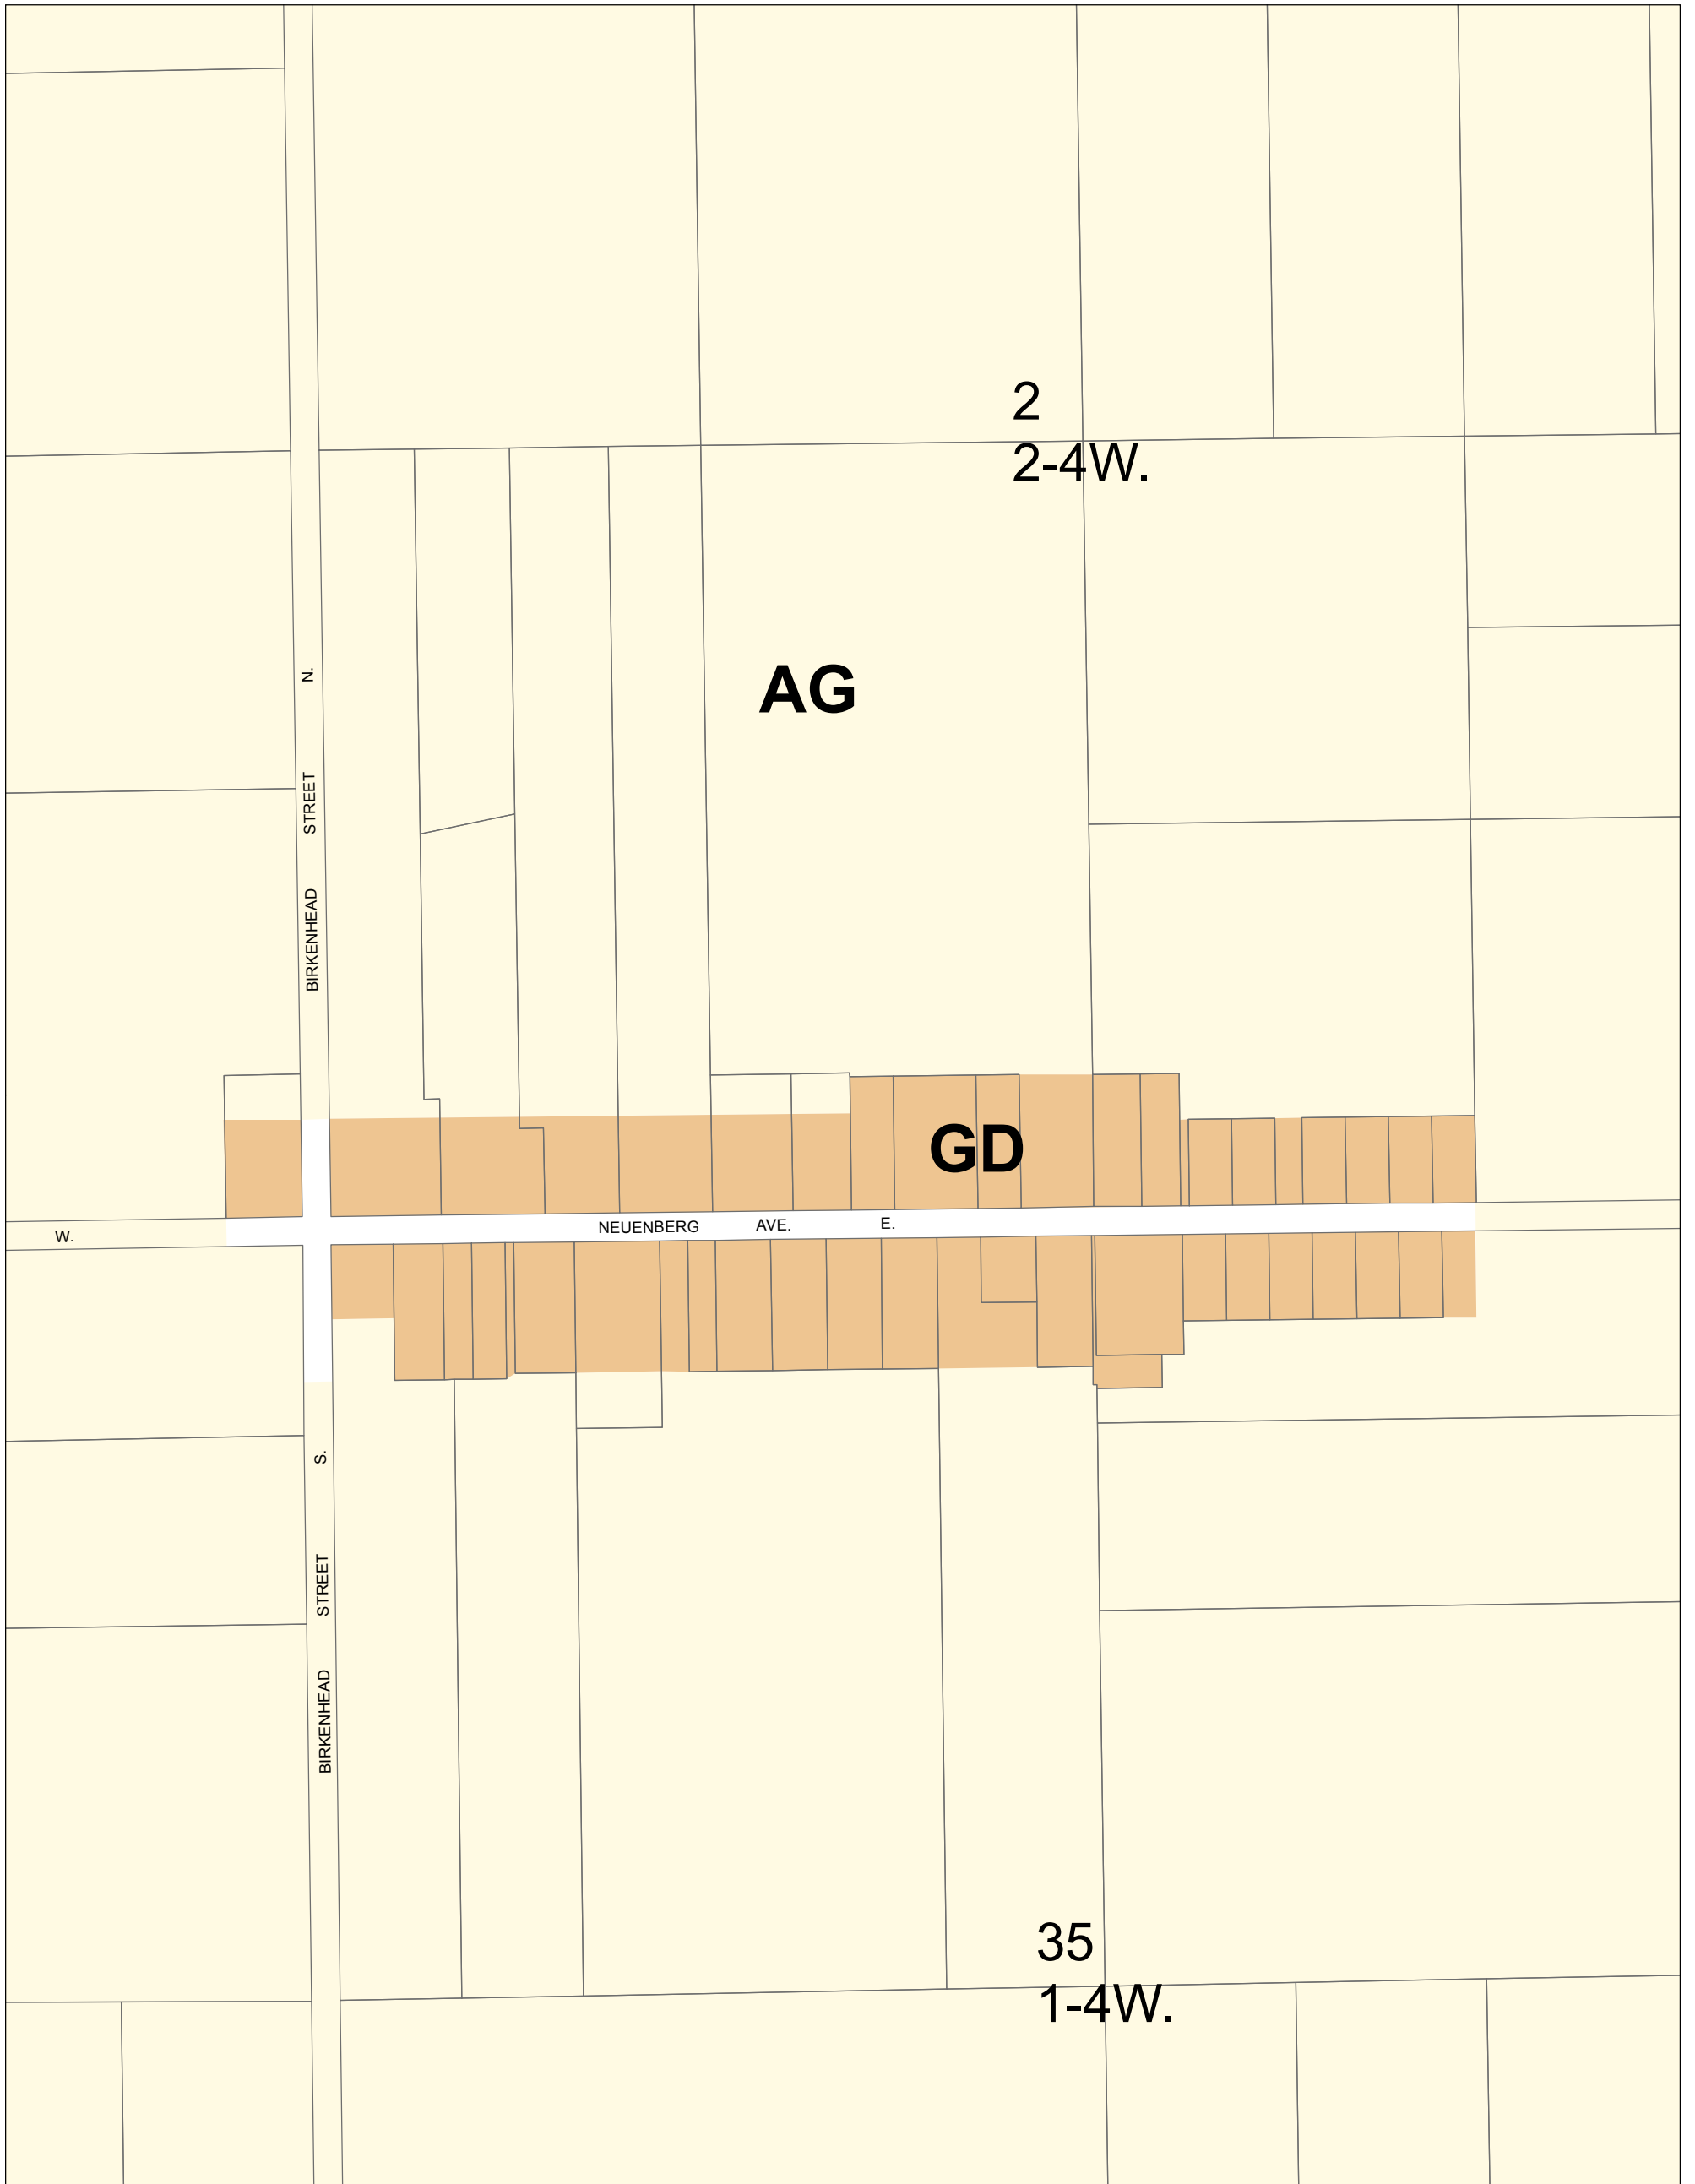 2
2-4W.
N.
AG
STREET
BIRKENHEAD
GD
W.
NEUENBERG AVE. E.
S.
STREET
BIRKENHEAD
35
1-4W.